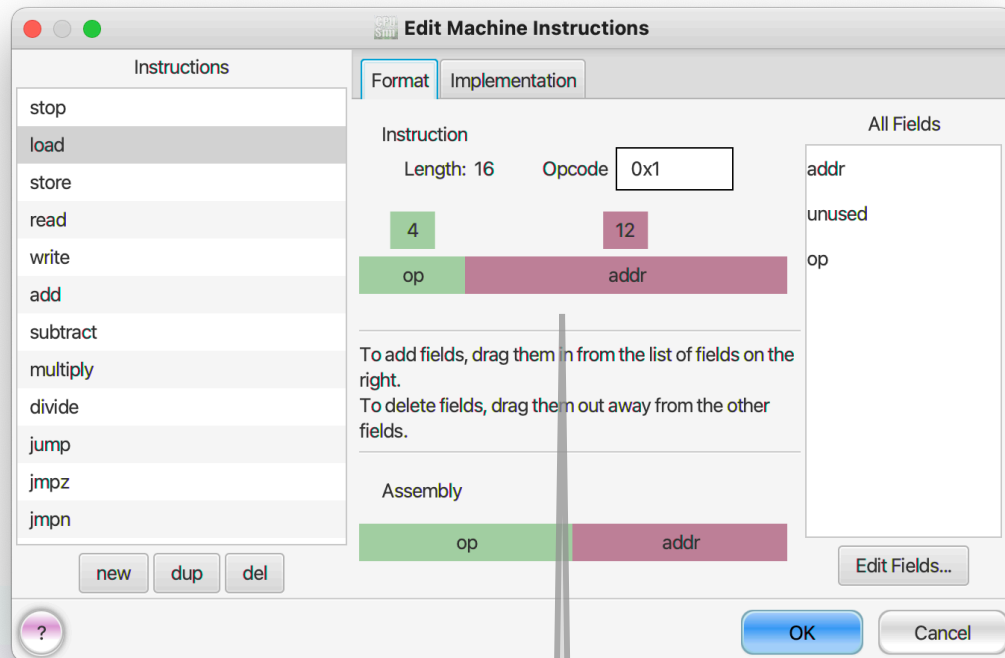 Edit Machine Instructions
Instructions
stop
load
store
read
write
add
subtract
multiply
divide
jump
jmpz
jmpn
new dup del
Format Implementation
Instruction
Length: 16 Opcode 0x1
4 12
op addr
To add fields, drag them in from the list of fields on the
right.
To delete fields, drag them out away from the other
fields.
Assembly
op addr
All Fields
addr
unused
op
Edit Fields...
? OK Cancel